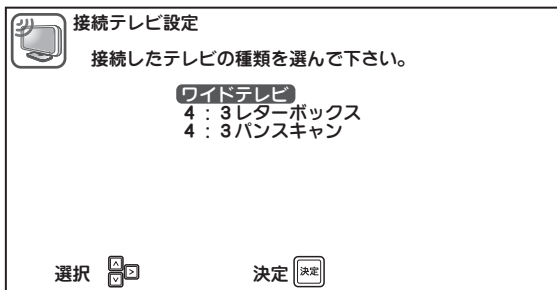 接続テレビ設定
接続したテレビの種類を選んで下さい。
ワイドテレビ
4:3レターボックス
4:3パンスキャン
選択 決定 決定